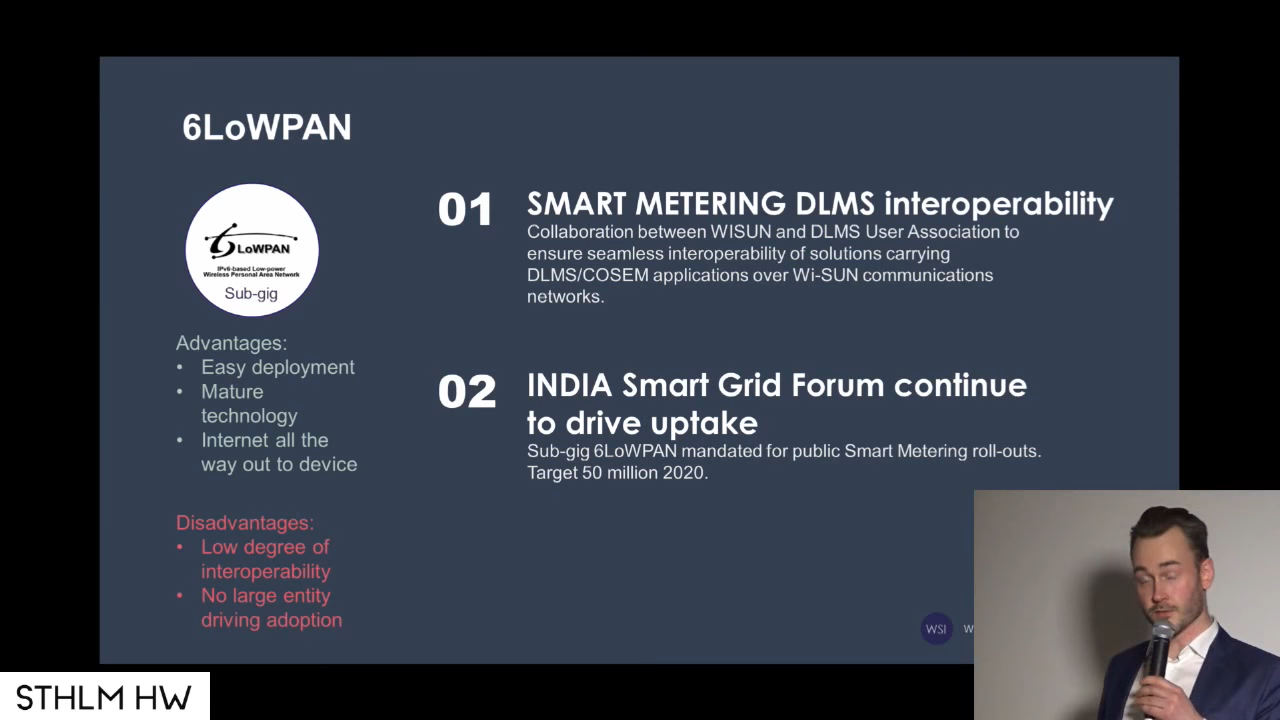 6LoWPAN
6LoWPAN
IPv6-based Low-power
Wireless Personal Area Network
Sub-gig
Advantages:
• Easy deployment
• Mature
technology
• Internet all the
way out to device
Disadvantages:
• Low degree of
interoperability
• No large entity
driving adoption
01
SMART METERING DLMS interoperability
Collaboration between WISUN and DLMS User Association to
ensure seamless interoperability of solutions carrying
DLMS/COSEM applications over Wi-SUN communications
networks.
02
INDIA Smart Grid Forum continue
to drive uptake
Sub-gig 6LoWPAN mandated for public Smart Metering roll-outs.
Target 50 million 2020.
WSI W
STHLM HW